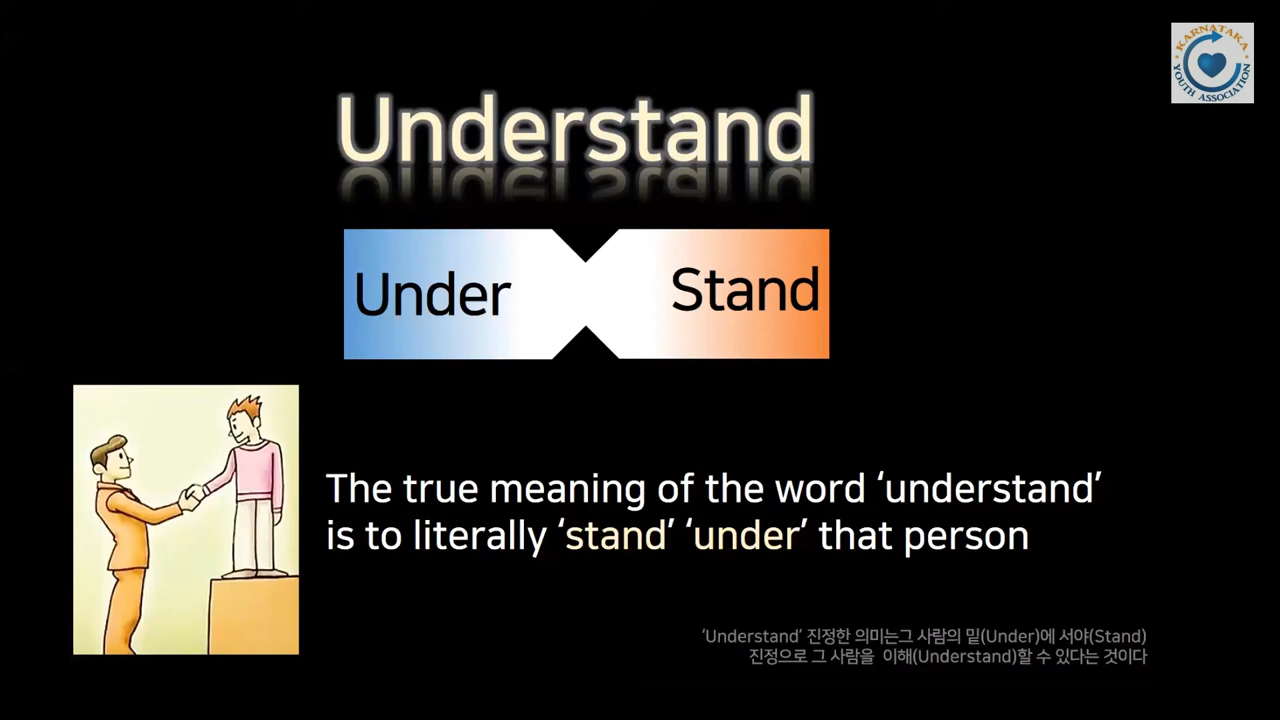 KARNATAKA
YOUTH ASSOCIATION
Understand
Under
Stand
The true meaning of the word ‘understand’
is to literally ‘stand’ ‘under’ that person
‘Understand’ 진정한 의미는그 사람의 밑(Under)에 서야(Stand)
진정으로 그 사람을 이해(Understand)할 수 있다는 것이다